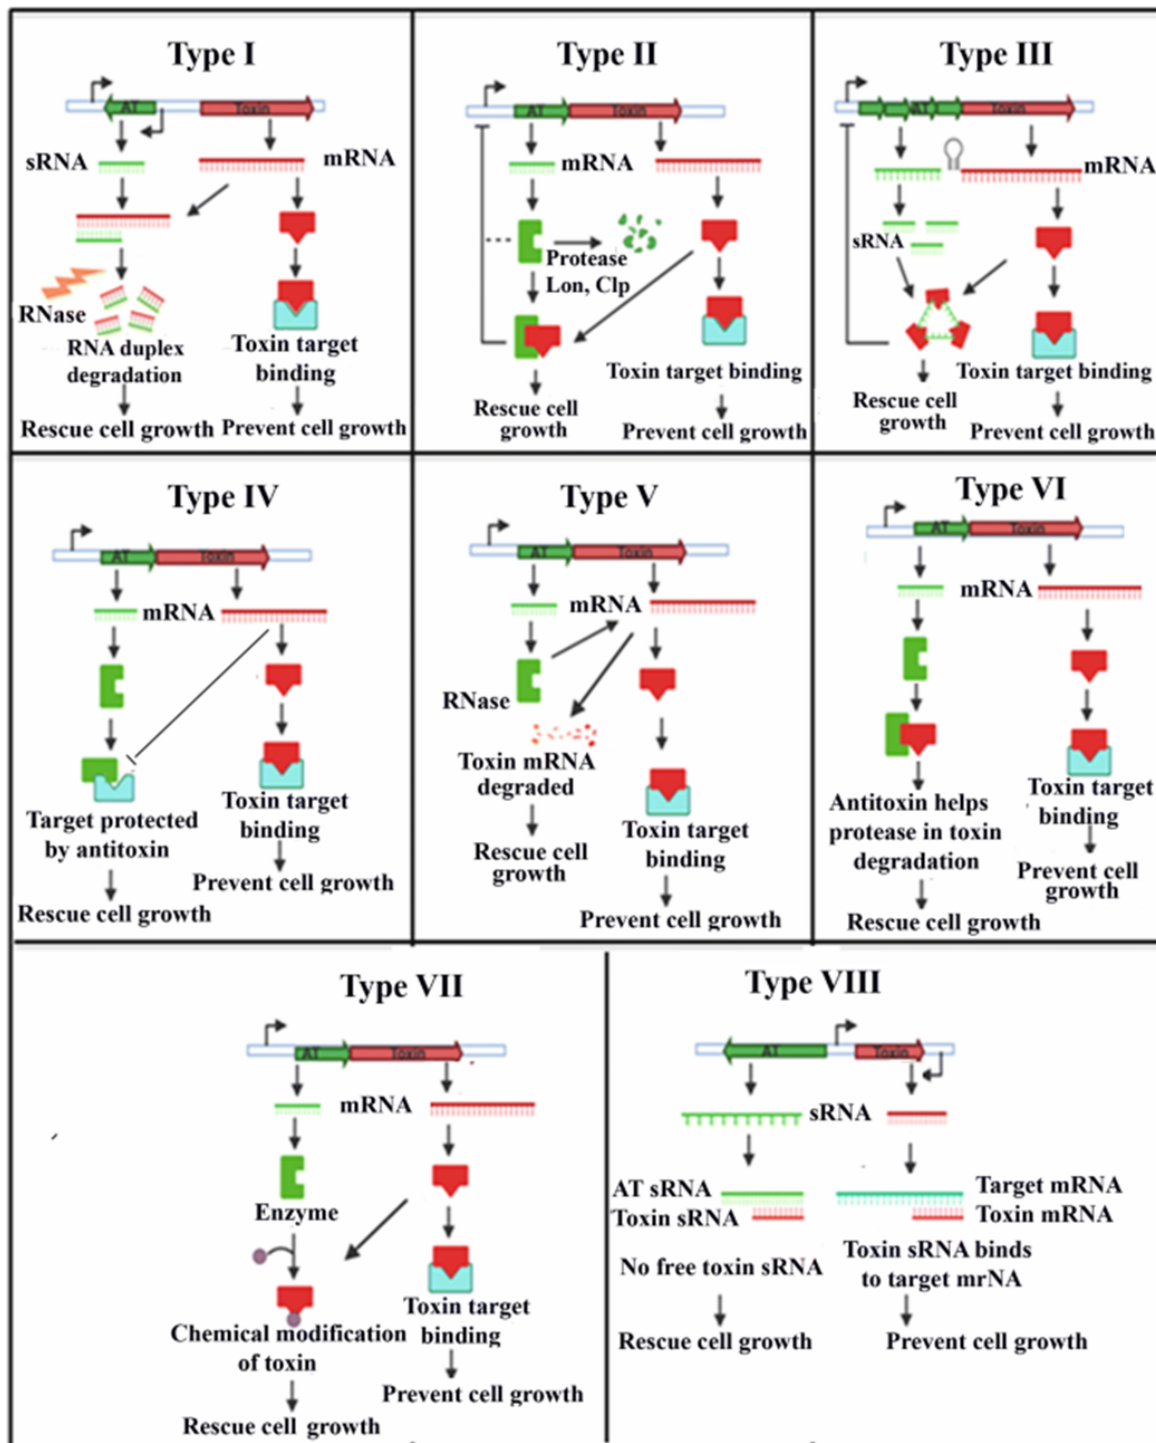 Type I
AT
Toxin
sRNA
mRNA
RNase
RNA duplex
degradation
Rescue cell growth
Toxin target
binding
Prevent cell growth
Type II
AT
Toxin
mRNA
Protease
Lon, Clp
Rescue cell
growth
Toxin target binding
Prevent cell growth
Type III
AT
Toxin
mRNA
sRNA
Rescue cell
growth
Toxin target binding
Prevent cell growth
Type IV
AT
Toxin
mRNA
Target protected
by antitoxin
Rescue cell growth
Toxin target
binding
Prevent cell growth
Type V
AT
Toxin
mRNA
RNase
Toxin mRNA
degraded
Rescue cell
growth
Toxin target
binding
Prevent cell growth
Type VI
AT
Toxin
mRNA
Antitoxin helps
protease in toxin
degradation
Rescue cell growth
Toxin target
binding
Prevent cell
growth
Type VII
AT
Toxin
mRNA
Enzyme
Chemical modification
of toxin
Rescue cell growth
Toxin target
binding
Prevent cell growth
Type VIII
AT
Toxin
sRNA
AT sRNA
Toxin sRNA
No free toxin sRNA
Rescue cell growth
Target mRNA
Toxin mRNA
Toxin sRNA binds
to target mrNA
Prevent cell growth